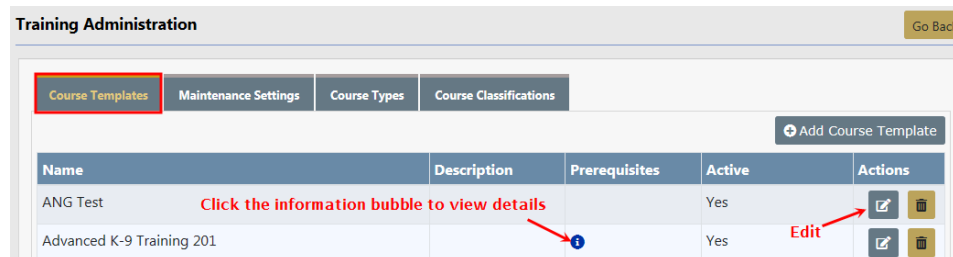 Training Administration
Go Back
Course Templates Maintenance Settings Course Types Course Classifications
Add Course Template
Name Description Prerequisites Active Actions
ANG Test Click the information bubble to view details Yes
Edit
Advanced K-9 Training 201 Yes